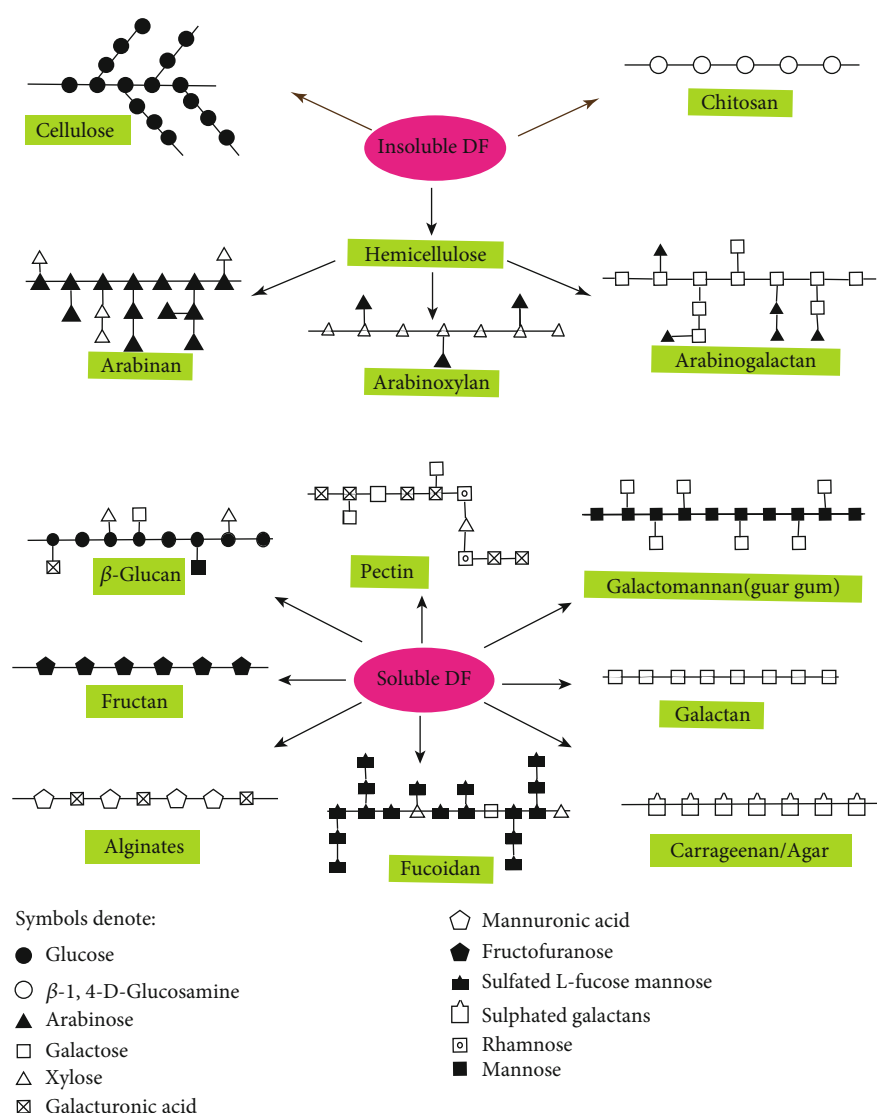 Chitosan
Cellulose
Insoluble DF
Hemicellulose
Arabinan
Arabinoxylan
Arabinogalactan
β-Glucan
Pectin
Galactomannan(guar gum)
Fructan
Soluble DF
Galactan
Alginates
Fucoidan
Carrageenan/Agar
Symbols denote:
Glucose
β-1, 4-D-Glucosamine
Arabinose
Galactose
Xylose
Galacturonic acid
Mannuronic acid
Fructofuranose
Sulfated L-fucose mannose
Sulphated galactans
Rhamnose
Mannose